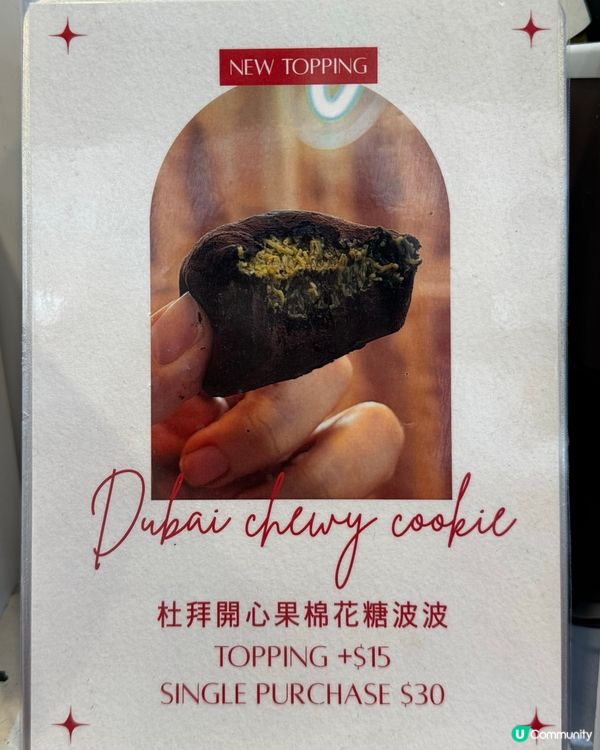 NEW TOPPING
Dubai chewy cookie
杜拜開心果棉花糖波波
TOPPING +$15
SINGLE PURCHASE $30
U Community